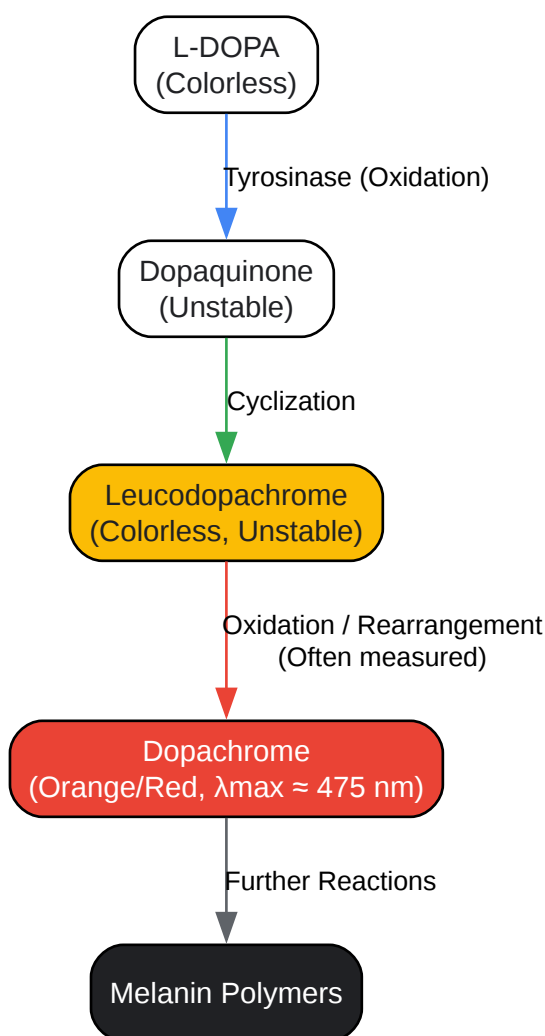 L-DOPA
(Colorless)
Tyrosinase (Oxidation)
Dopaquinone
(Unstable)
Cyclization
Leucodopachrome
(Colorless, Unstable)
Oxidation / Rearrangement
(Often measured)
Dopachrome
(Orange/Red, λmax ≈ 475 nm)
Further Reactions
Melanin Polymers